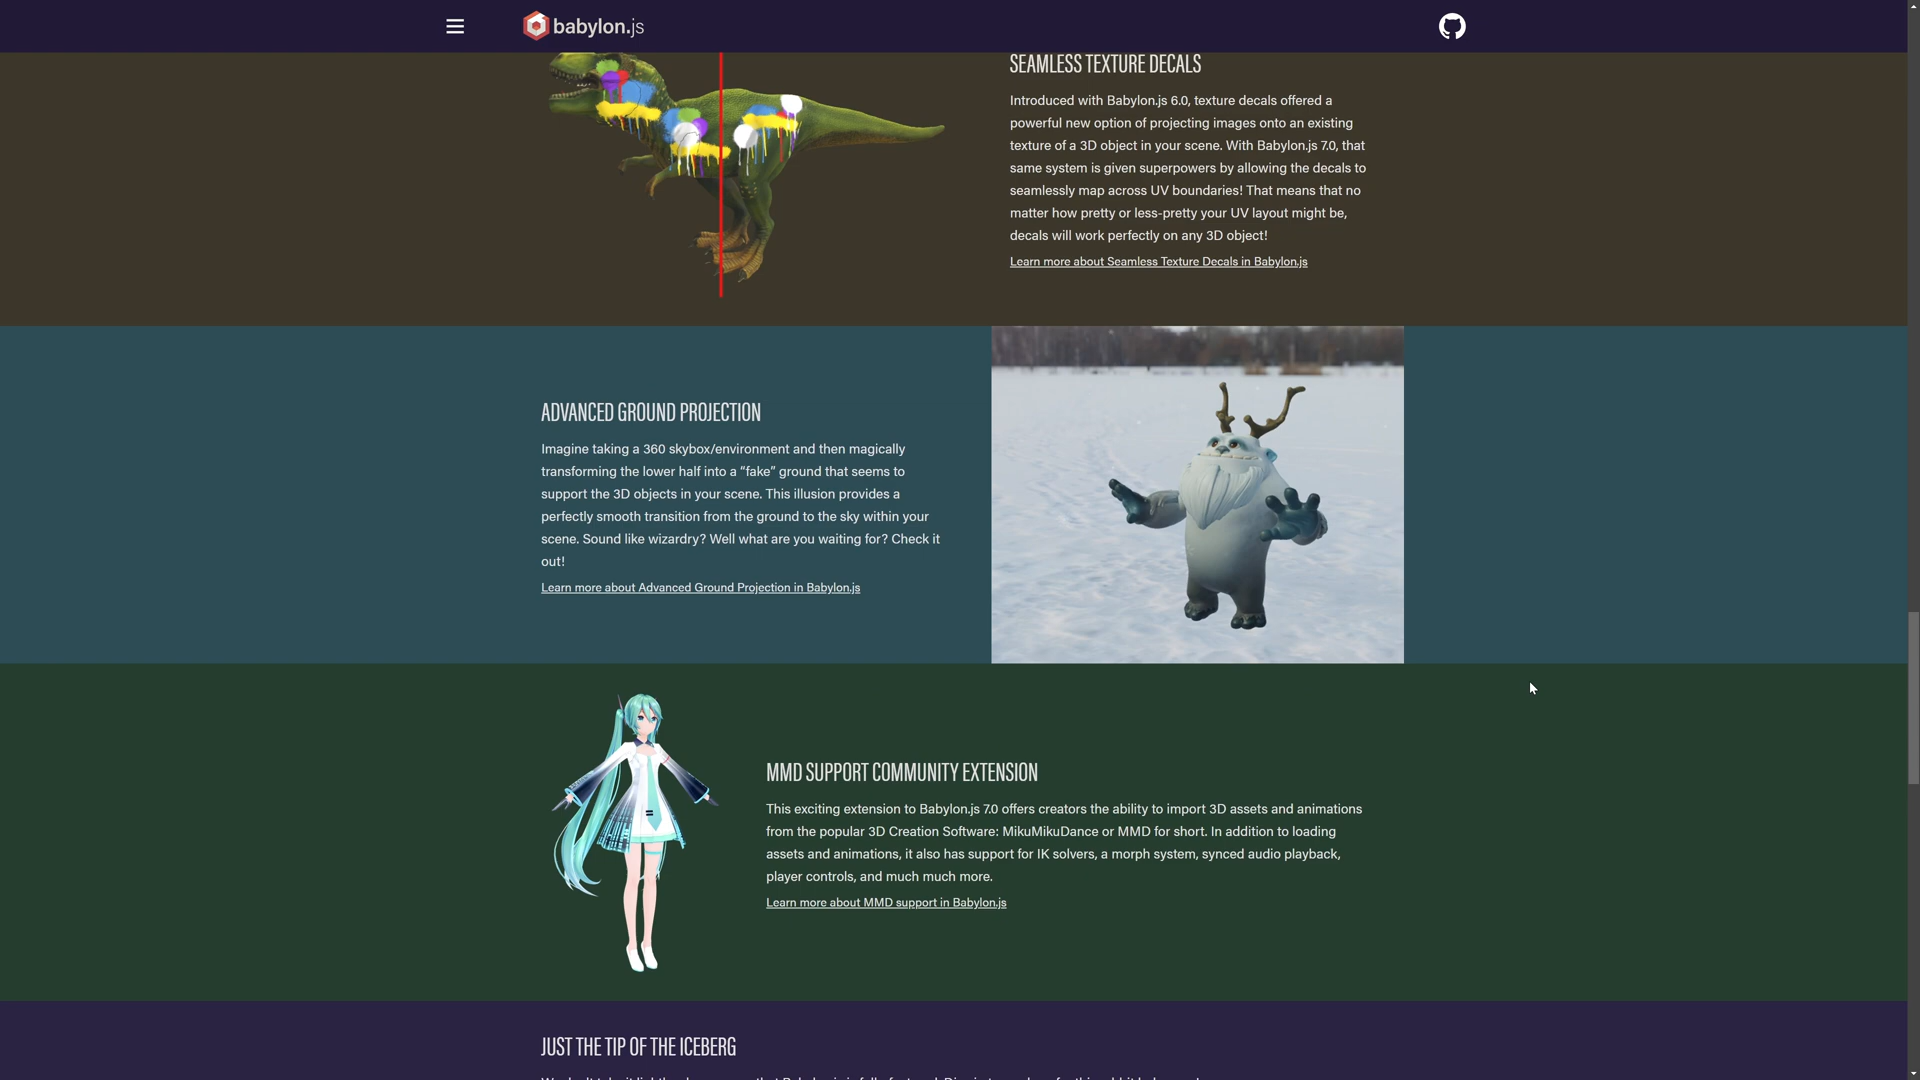 babylon.js
SEAMLESS TEXTURE DECALS
Introduced with Babylon.js 6.0, texture decals offered a
powerful new option of projecting images onto an existing
texture of a 3D object in your scene. With Babylon.js 7.0, that
same system is given superpowers by allowing the decals to
seamlessly map across UV boundaries! That means that no
matter how pretty or less-pretty your UV layout might be,
decals will work perfectly on any 3D object!
Learn more about Seamless Texture Decals in Babylon.js
ADVANCED GROUND PROJECTION
Imagine taking a 360 skybox/environment and then magically
transforming the lower half into a “fake” ground that seems to
support the 3D objects in your scene. This illusion provides a
perfectly smooth transition from the ground to the sky within your
scene. Sound like wizardry? Well what are you waiting for? Check it
out!
Learn more about Advanced Ground Projection in Babylon.js
MMD SUPPORT COMMUNITY EXTENSION
This exciting extension to Babylon.js 7.0 offers creators the ability to import 3D assets and animations
from the popular 3D Creation Software: MikuMikuDance or MMD for short. In addition to loading
assets and animations, it also has support for IK solvers, a morph system, synced audio playback,
player controls, and much much more.
Learn more about MMD support in Babylon.js
JUST THE TIP OF THE ICEBERG